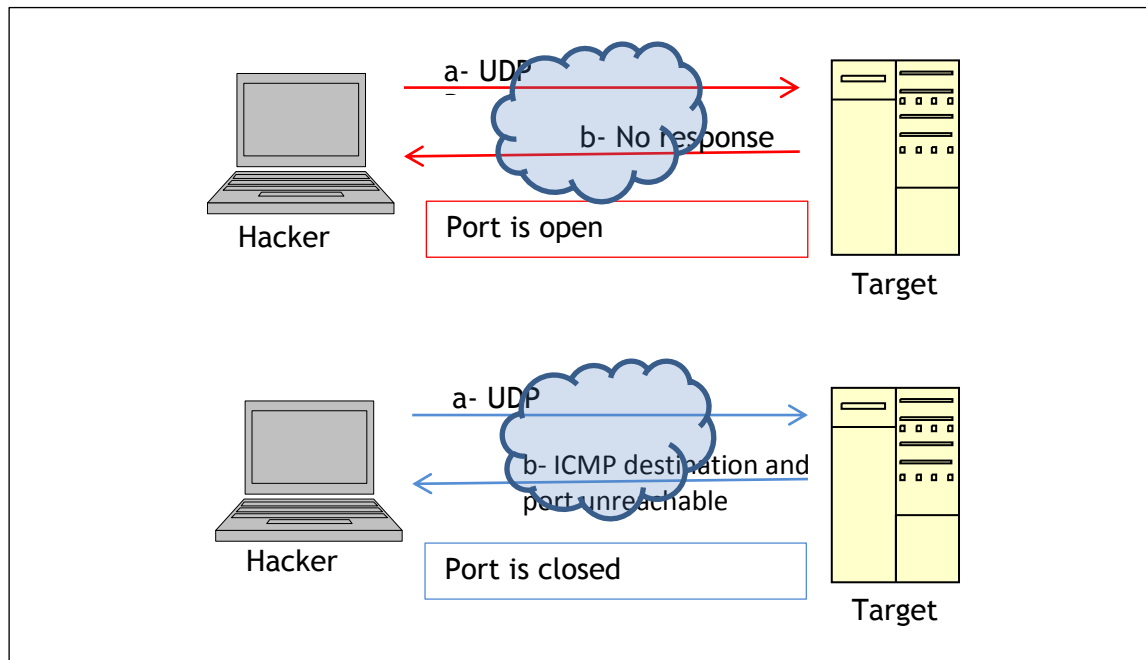 a- UDP
b- No response
Hacker
Port is open
Target
a- UDP
b- ICMP destination and
port unreachable
Hacker
Port is closed
Target